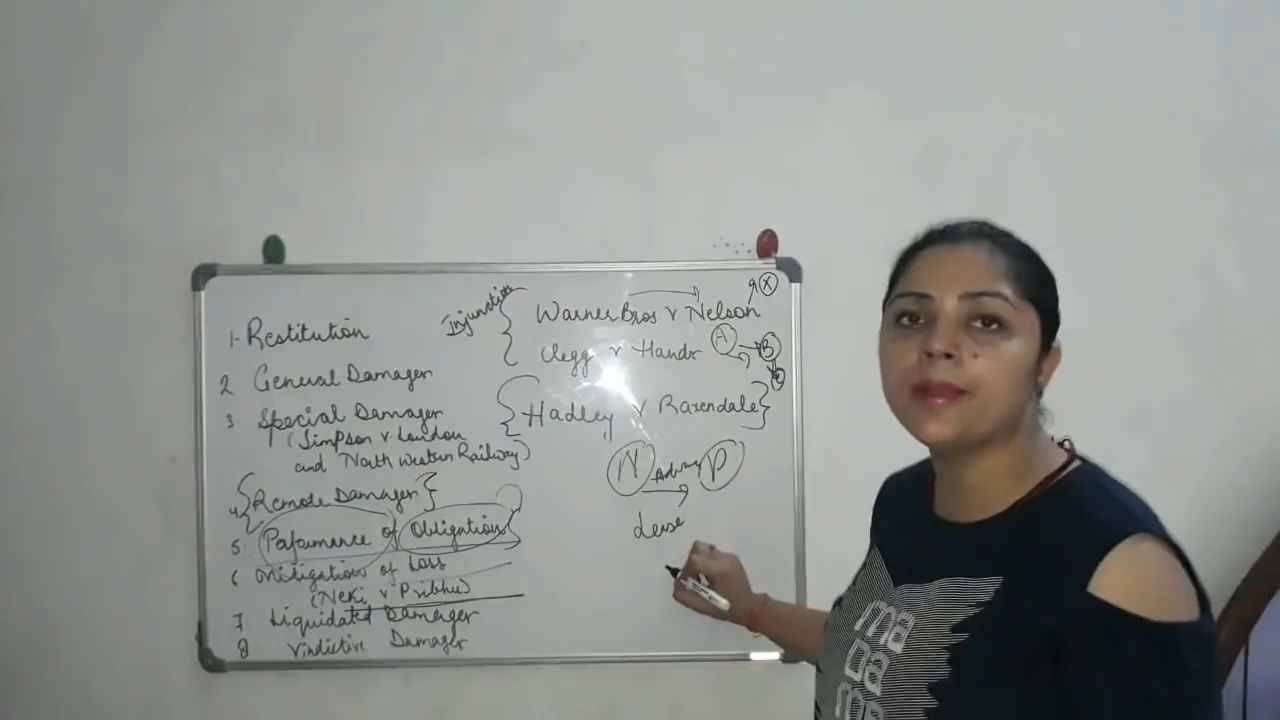 1. Restitution
2 General Damages
3 Special Damages
(Simpson v. London
and North Western Railway)
4 {Remote Damages}
5. Performance of Obligation
6 Mitigation of Loss
(Neki v Pribhu)
7 Liquidated Damages
8 Vindictive Damages
Injunction
Warner Bros v Nelson X
Clegg v Hands A B
{Hadley v Baxendale}
N P